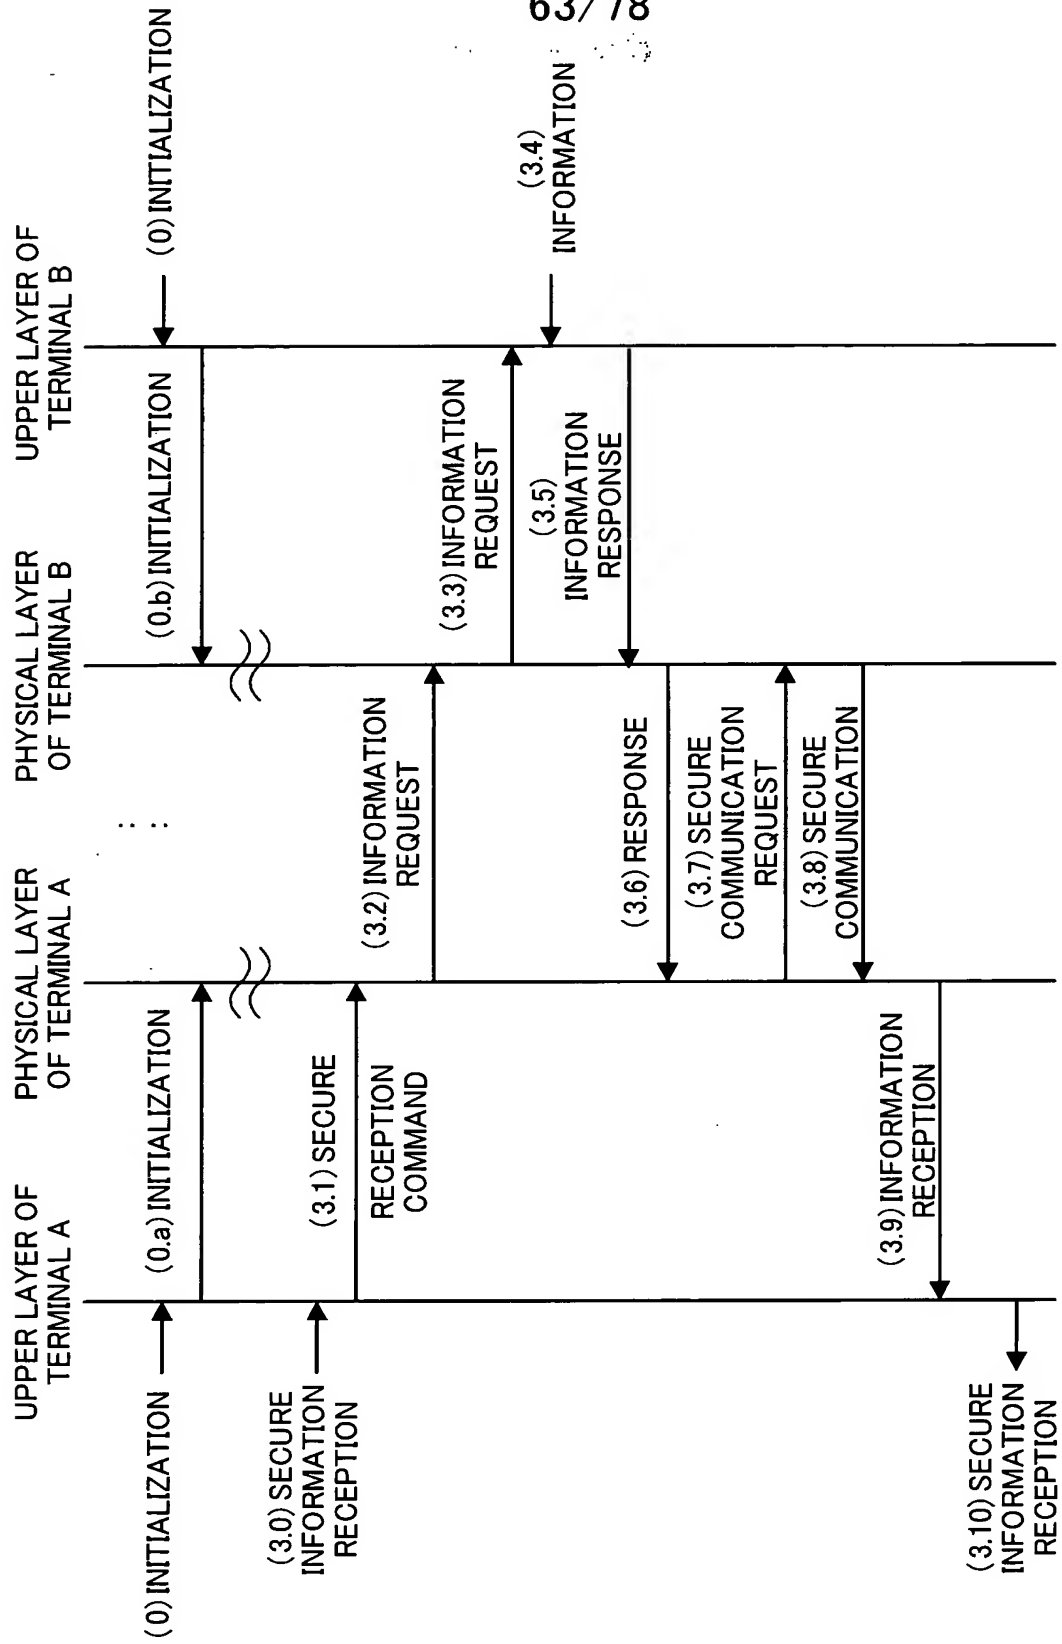 63/78
UPPER LAYER OF
TERMINAL A
PHYSICAL LAYER
OF TERMINAL A
PHYSICAL LAYER
OF TERMINAL B
UPPER LAYER OF
TERMINAL B
(0) INITIALIZATION
(0.a) INITIALIZATION
(0.b) INITIALIZATION
(0) INITIALIZATION
(3.0) SECURE
INFORMATION
RECEPTION
(3.1) SECURE
RECEPTION
COMMAND
(3.2) INFORMATION
REQUEST
(3.3) INFORMATION
REQUEST
(3.4)
INFORMATION
(3.5)
INFORMATION
RESPONSE
(3.6) RESPONSE
(3.7) SECURE
COMMUNICATION
REQUEST
(3.8) SECURE
COMMUNICATION
(3.9) INFORMATION
RECEPTION
(3.10) SECURE
INFORMATION
RECEPTION